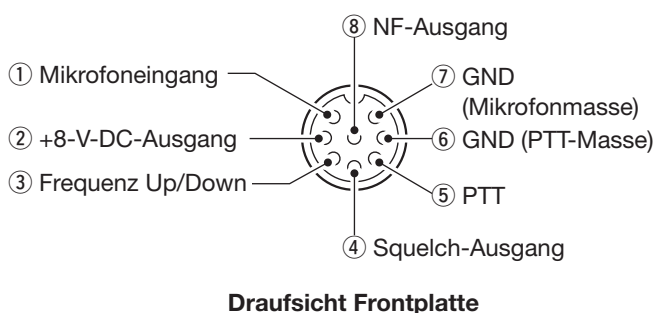 ⑧ NF-Ausgang
① Mikrofoneingang
⑦ GND
(Mikrofonmasse)
② +8-V-DC-Ausgang
⑥ GND (PTT-Masse)
③ Frequenz Up/Down
⑤ PTT
④ Squelch-Ausgang
Draufsicht Frontplatte